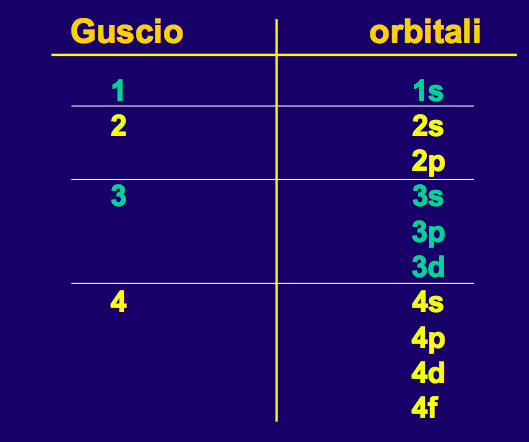 Guscio orbitali
1 1s
2 2s
2p
3 3s
3p
3d
4 4s
4p
4d
4f